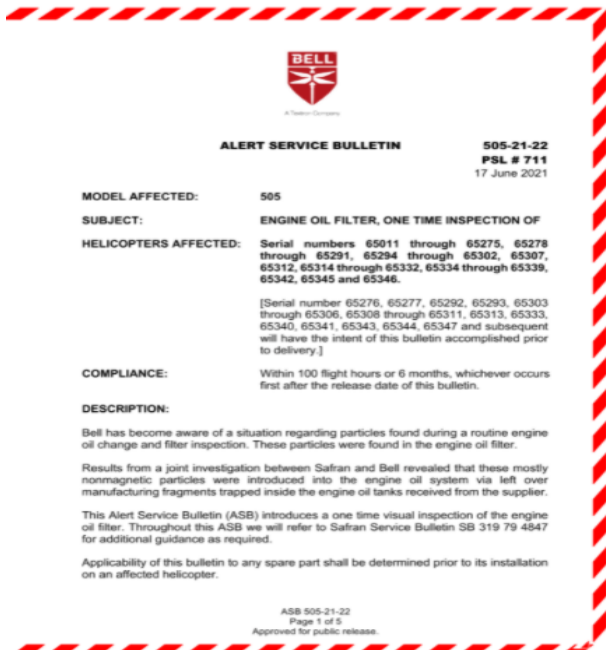 BELL
A Textron Company
ALERT SERVICE BULLETIN 505-21-22
PSL # 711
17 June 2021
MODEL AFFECTED: 505
SUBJECT: ENGINE OIL FILTER, ONE TIME INSPECTION OF
HELICOPTERS AFFECTED: Serial numbers 65011 through 65275, 65278
through 65291, 65294 through 65302, 65307,
65312, 65314 through 65332, 65334 through 65339,
65342, 65345 and 65346.
[Serial number 65276, 65277, 65292, 65293, 65303
through 65306, 65308 through 65311, 65313, 65333,
65340, 65341, 65343, 65344, 65347 and subsequent
will have the intent of this bulletin accomplished prior
to delivery.]
COMPLIANCE: Within 100 flight hours or 6 months, whichever occurs
first after the release date of this bulletin.
DESCRIPTION:
Bell has become aware of a situation regarding particles found during a routine engine
oil change and filter inspection. These particles were found in the engine oil filter.
Results from a joint investigation between Safran and Bell revealed that these mostly
nonmagnetic particles were introduced into the engine oil system via left over
manufacturing fragments trapped inside the engine oil tanks received from the supplier.
This Alert Service Bulletin (ASB) introduces a one time visual inspection of the engine
oil filter. Throughout this ASB we will refer to Safran Service Bulletin SB 319 79 4847
for additional guidance as required.
Applicability of this bulletin to any spare part shall be determined prior to its installation
on an affected helicopter.
ASB 505-21-22
Page 1 of 5
Approved for public release.